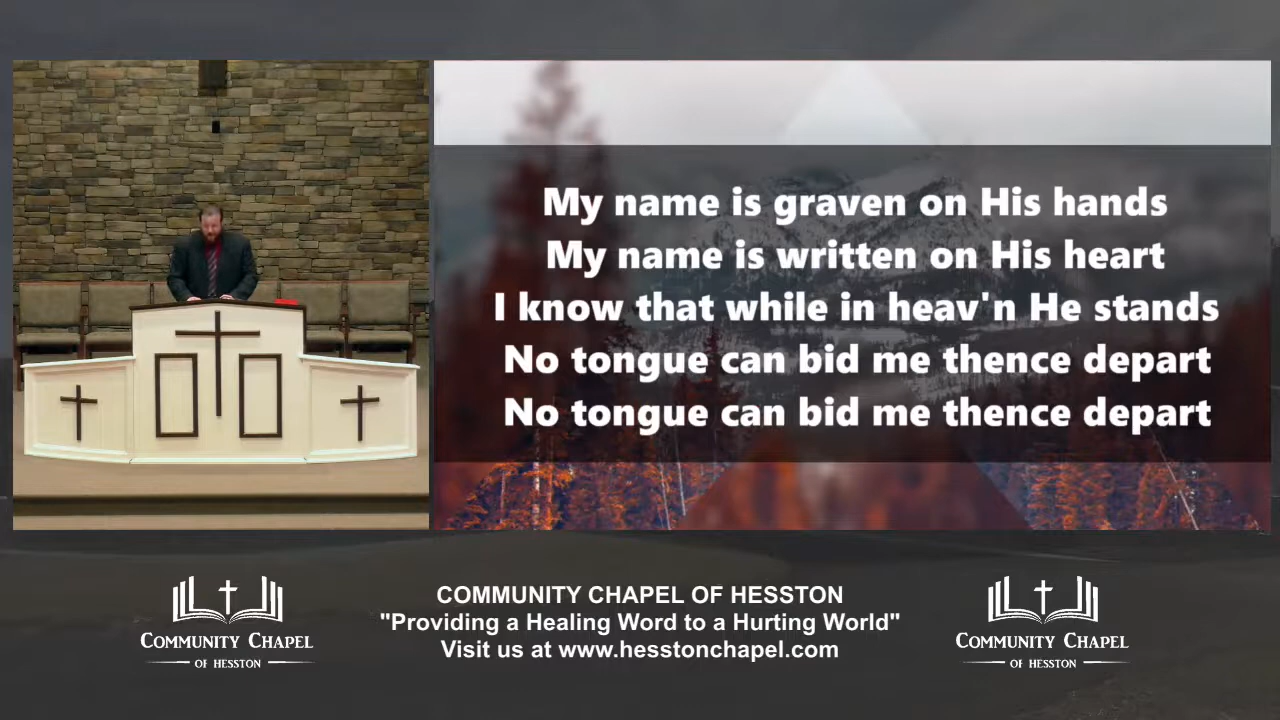 My name is graven on His hands
My name is written on His heart
I know that while in heav'n He stands
No tongue can bid me thence depart
No tongue can bid me thence depart
COMMUNITY CHAPEL OF HESSTON
"Providing a Healing Word to a Hurting World"
Visit us at www.hesstonchapel.com
COMMUNITY CHAPEL
OF HESSTON
COMMUNITY CHAPEL
OF HESSTON